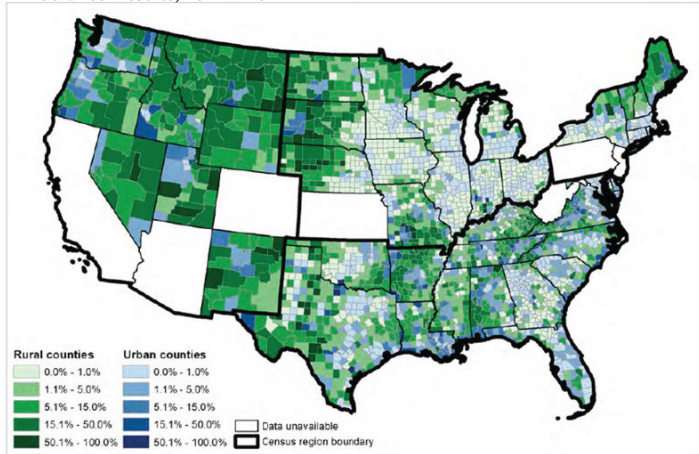 Rural counties
0.0% - 1.0%
1.1% - 5.0%
5.1% - 15.0%
15.1% - 50.0%
50.1% - 100.0%
Urban counties
0.0% - 1.0%
1.1% - 5.0%
5.1% - 15.0%
15.1% - 50.0%
50.1% - 100.0%
Data unavailable
Census region boundary